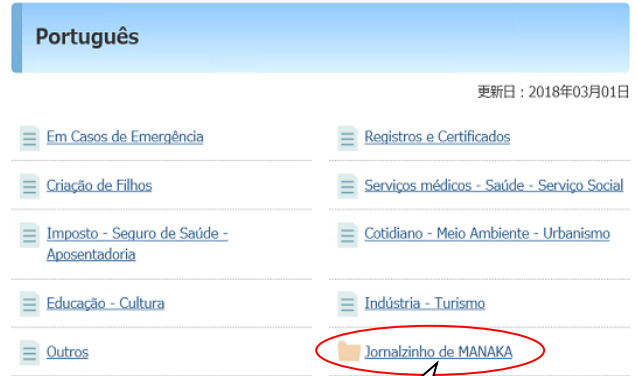 Português
更新日：2018年03月01日
Em Casos de Emergência
Registros e Certificados
Criação de Filhos
Serviços médicos - Saúde - Serviço Social
Imposto - Seguro de Saúde -
Aposentadoria
Cotidiano - Meio Ambiente - Urbanismo
Educação - Cultura
Indústria - Turismo
Outros
Jornalzinho de MANAKA